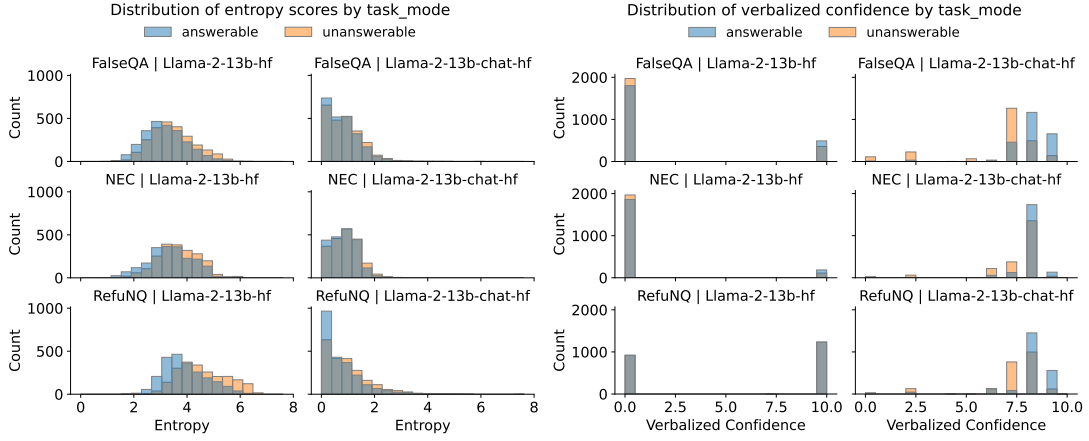 Distribution of entropy scores by task_mode
answerable unanswerable
FalseQA | Llama-2-13b-hf
FalseQA | Llama-2-13b-chat-hf
1000
500
0
Count
NEC | Llama-2-13b-hf
NEC | Llama-2-13b-chat-hf
1000
500
0
Count
RefuNQ | Llama-2-13b-hf
RefuNQ | Llama-2-13b-chat-hf
1000
500
0
Count
0 2 4 6 8
Entropy
0 2 4 6 8
Entropy
Distribution of verbalized confidence by task_mode
answerable unanswerable
FalseQA | Llama-2-13b-hf
FalseQA | Llama-2-13b-chat-hf
2000
1000
0
Count
NEC | Llama-2-13b-hf
NEC | Llama-2-13b-chat-hf
2000
1000
0
Count
RefuNQ | Llama-2-13b-hf
RefuNQ | Llama-2-13b-chat-hf
2000
1000
0
Count
0.0 2.5 5.0 7.5 10.0
Verbalized Confidence
0.0 2.5 5.0 7.5 10.0
Verbalized Confidence